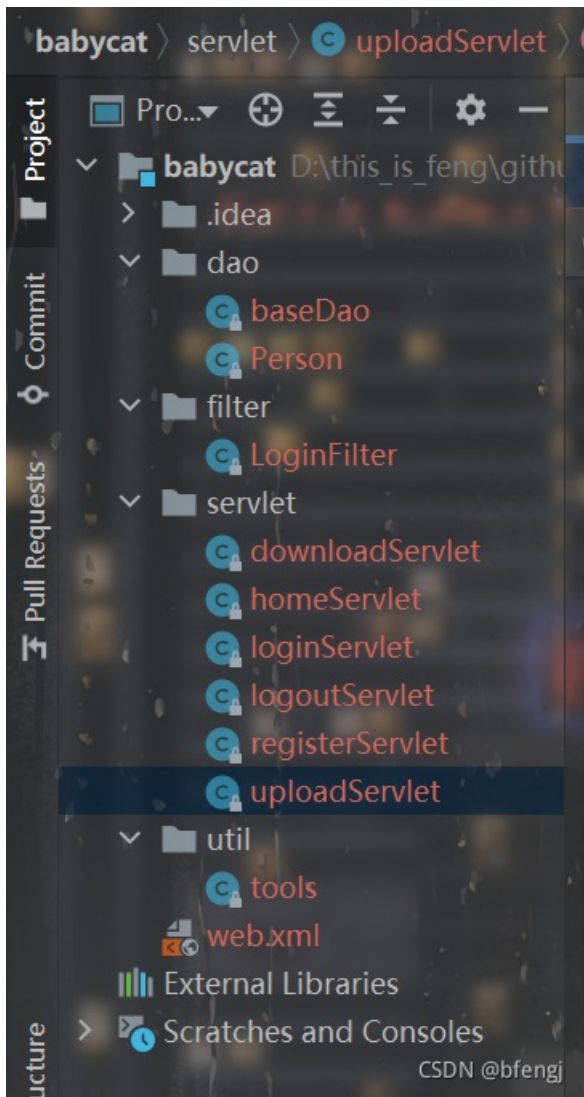 babycat 〉 servlet 〉 uploadServlet 〉
Pro...
babycat D:\this_is_feng\githu
.idea
dao
baseDao
Person
filter
LoginFilter
servlet
downloadServlet
homeServlet
loginServlet
logoutServlet
registerServlet
uploadServlet
util
tools
web.xml
External Libraries
Scratches and Consoles
Project
Commit
Pull Requests
ucture
CSDN @bfengj